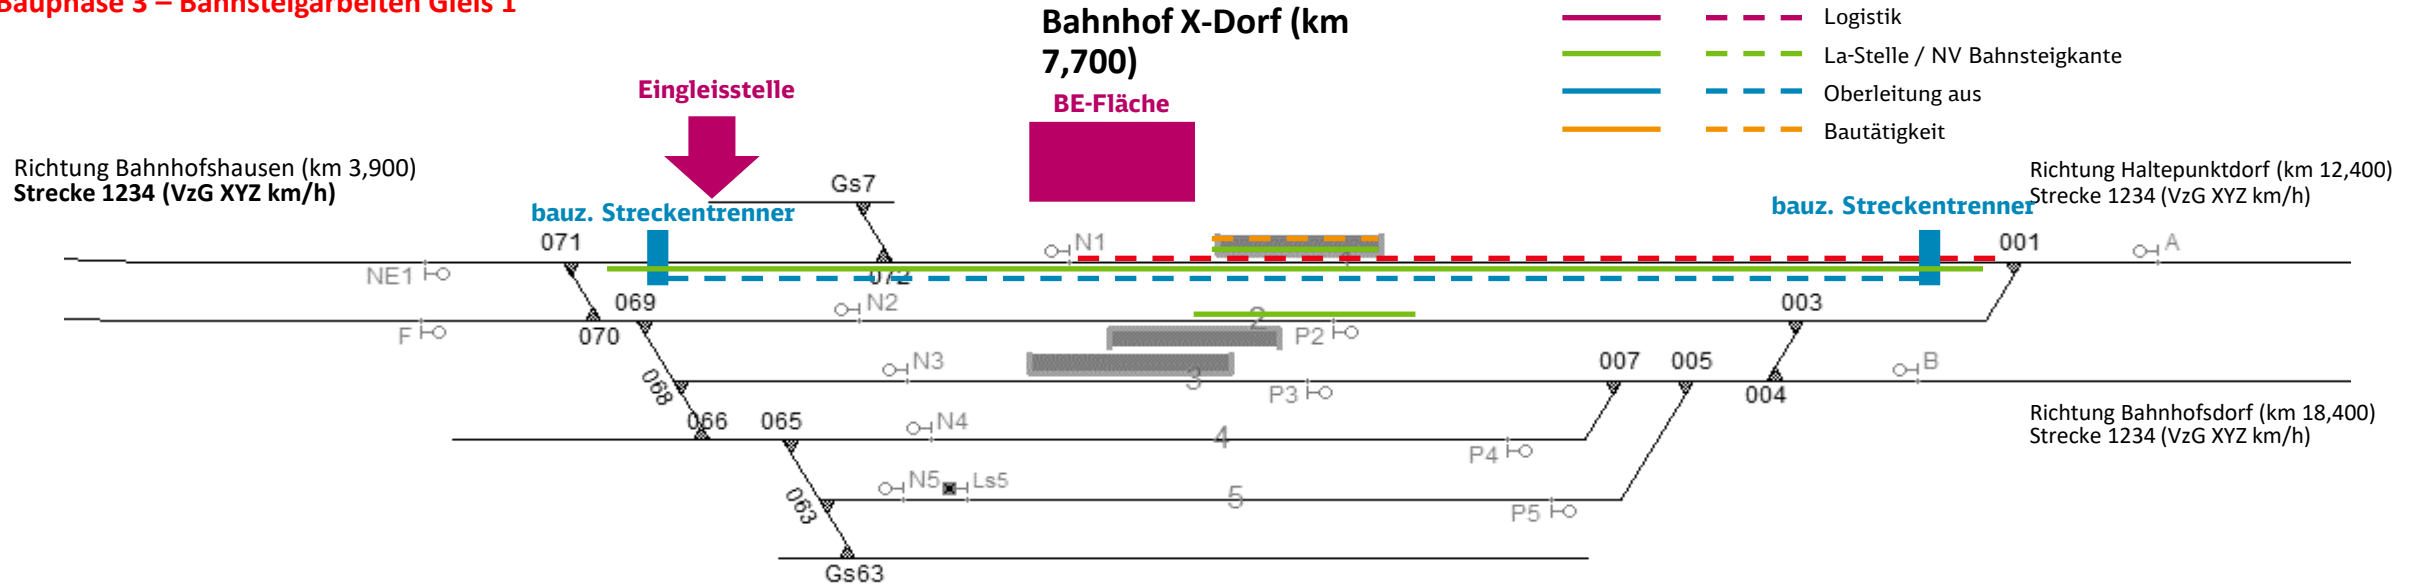 Bauphase 3 – Bahnsteigarbeiten Gleis 1
Bahnhof X-Dorf (km
7,700)
Logistik
La-Stelle / NV Bahnsteigkante
Oberleitung aus
Bautätigkeit
Eingleisstelle
BE-Fläche
Richtung Bahnhofshausen (km 3,900)
Strecke 1234 (VzG XYZ km/h)
Richtung Haltepunktdorf (km 12,400)
Strecke 1234 (VzG XYZ km/h)
Gs7
bauz. Streckentrenner
bauz. Streckentrenner
071
N1
001
A
NE1
072
069
N2
2
003
F
070
P2
N3
3
007
005
B
068
P3
004
066
065
N4
4
P4
Richtung Bahnhofsdorf (km 18,400)
Strecke 1234 (VzG XYZ km/h)
N5
Ls5
5
063
P5
Gs63